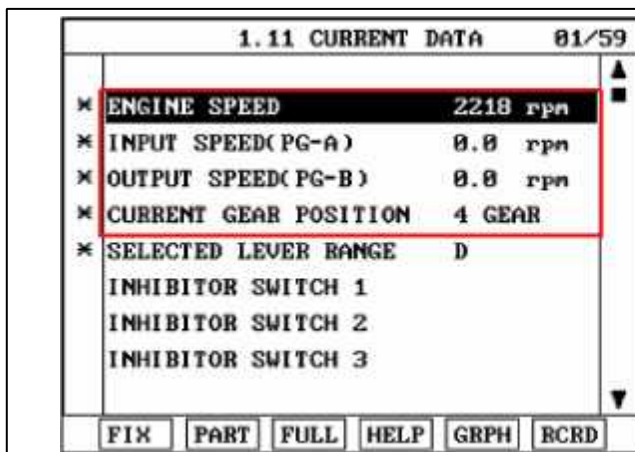 1.11 CURRENT DATA 01/59
* ENGINE SPEED 2218 rpm
* INPUT SPEED(PG-A) 0.0 rpm
* OUTPUT SPEED(PG-B) 0.0 rpm
* CURRENT GEAR POSITION 4 GEAR
* SELECTED LEVER RANGE D
INHIBITOR SWITCH 1
INHIBITOR SWITCH 2
INHIBITOR SWITCH 3
FIX PART FULL HELP GRPH RCRD